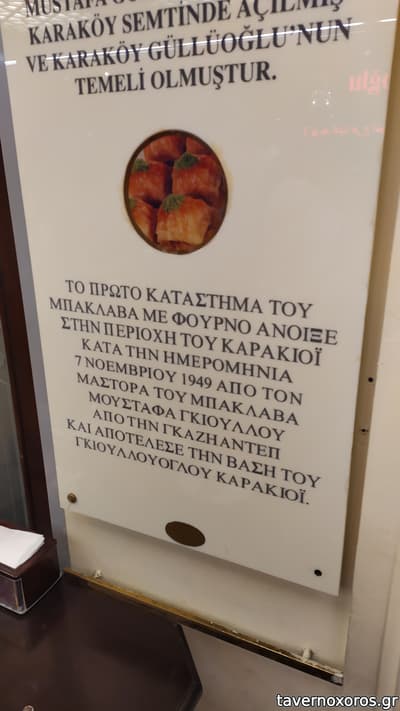 MUSTAFA
KARAKÖY SEMTİNDE AÇILMIŞ
VE KARAKÖY GÜLLÜOĞLU'NUN
TEMELİ OLMUŞTUR.
ΤΟ ΠΡΩΤΟ ΚΑΤΑΣΤΗΜΑ ΤΟΥ
ΜΠΑΚΛΑΒΑ ΜΕ ΦΟΥΡΝΟ ΑΝΟΙΞΕ
ΣΤΗΝ ΠΕΡΙΟΧΗ ΤΟΥ ΚΑΡΑΚΙΟΪ
ΚΑΤΑ ΤΗΝ ΗΜΕΡΟΜΗΝΙΑ
7 ΝΟΕΜΒΡΙΟΥ 1949 ΑΠΟ ΤΟΝ
ΜΑΣΤΟΡΑ ΤΟΥ ΜΠΑΚΛΑΒΑ
ΜΟΥΣΤΑΦΑ ΓΚΙΟΥΛΛΟΥ
ΑΠΟ ΤΗΝ ΓΚΑΖΗΑΝΤΕΠ
ΚΑΙ ΑΠΟΤΕΛΕΣΕ ΤΗΝ ΒΑΣΗ ΤΟΥ
ΓΚΙΟΥΛΛΟΥΟΓΛΟΥ ΚΑΡΑΚΙΟΪ.
tavernoxoros.gr